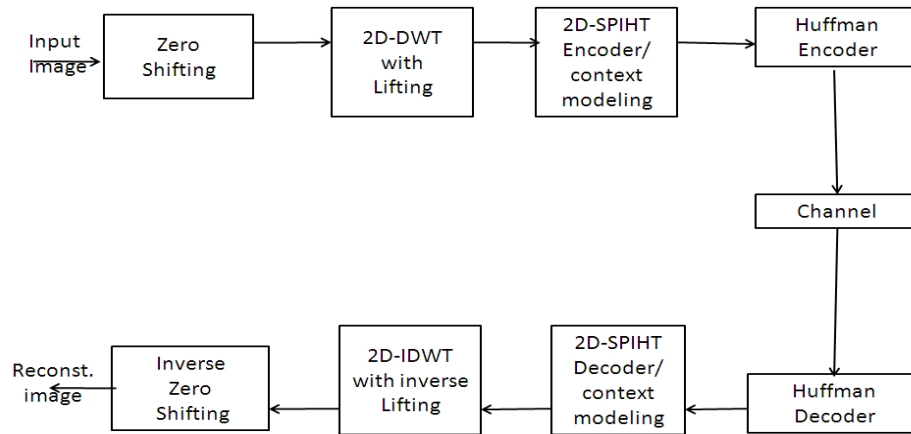 Input
Image
Zero
Shifting
2D-DWT
with
Lifting
2D-SPIHT
Encoder/
context
modeling
Huffman
Encoder
Channel
Huffman
Decoder
2D-SPIHT
Decoder/
context
modeling
2D-IDWT
with inverse
Lifting
Inverse
Zero
Shifting
Reconst.
image